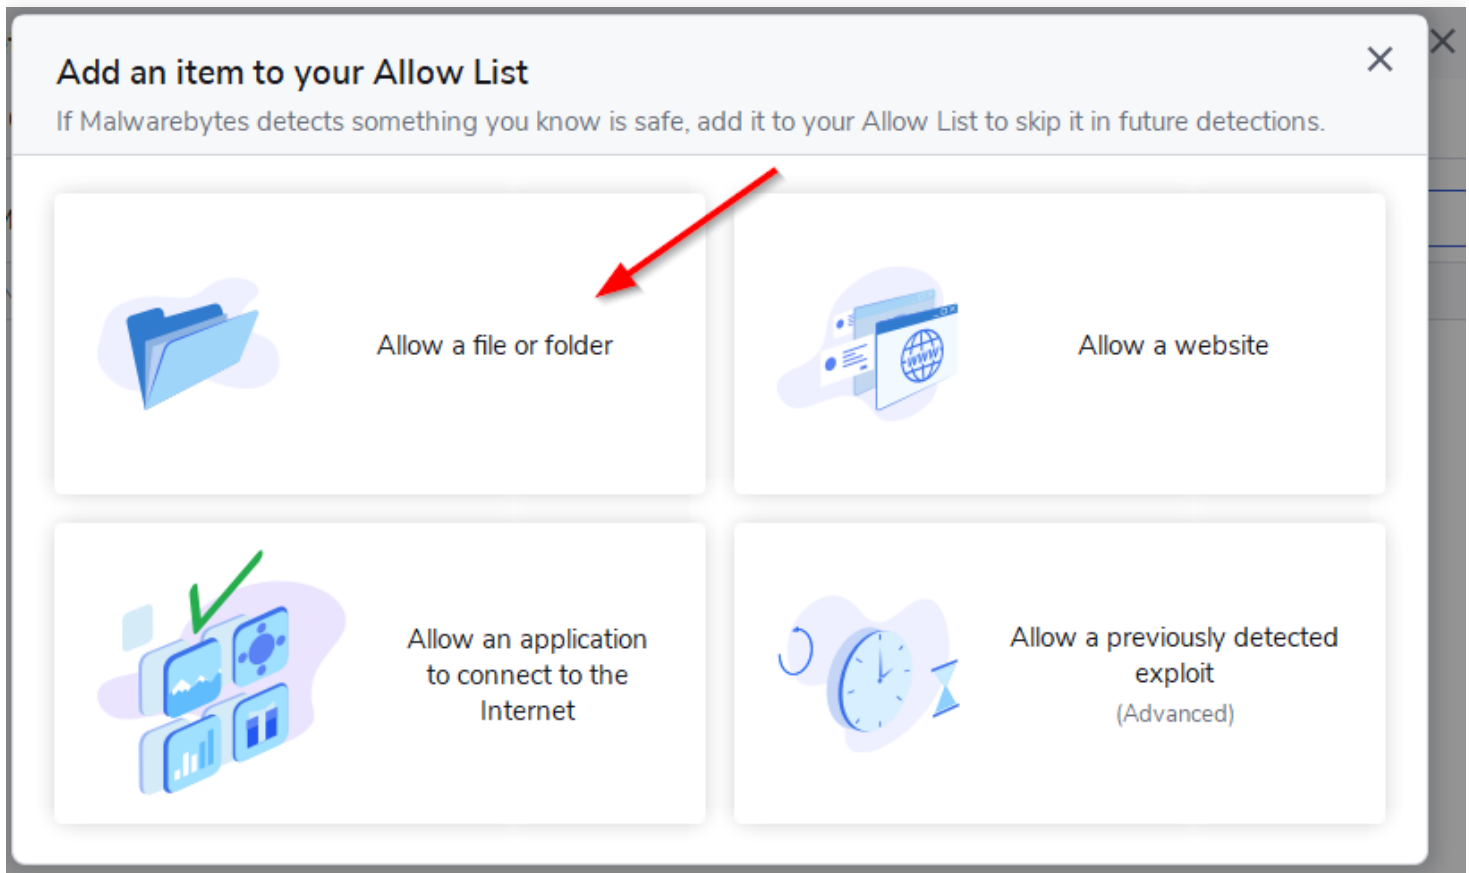 Add an item to your Allow List
If Malwarebytes detects something you know is safe, add it to your Allow List to skip it in future detections.
Allow a file or folder
Allow a website
www
Allow an application
to connect to the
Internet
Allow a previously detected
exploit
(Advanced)